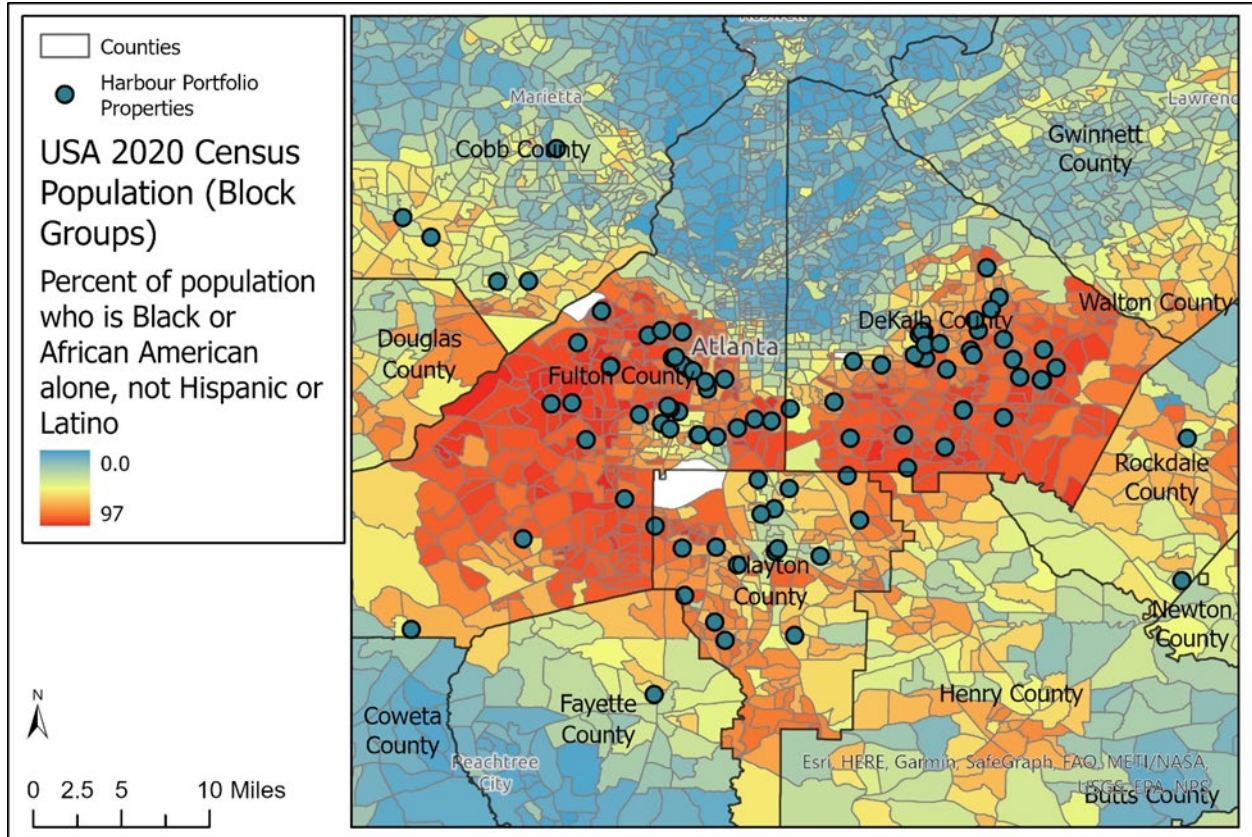 Counties
Harbour Portfolio
Properties
USA 2020 Census
Population (Block
Groups)
Percent of population
who is Black or
African American
alone, not Hispanic or
Latino
0.0
97
N
0 2.5 5 10 Miles
Roswell
Marietta
Lawrenc
Cobb County
Gwinnett
County
Walton County
DeKalb County
Douglas
County
Atlanta
Fulton County
Rockdale
County
Clayton
County
Newton
County
Henry County
Fayette
County
Coweta
County
Peachtree
City
Esri, HERE, Garmin, SafeGraph, FAO, METI/NASA,
USGS, EPA, NPS
Butts County